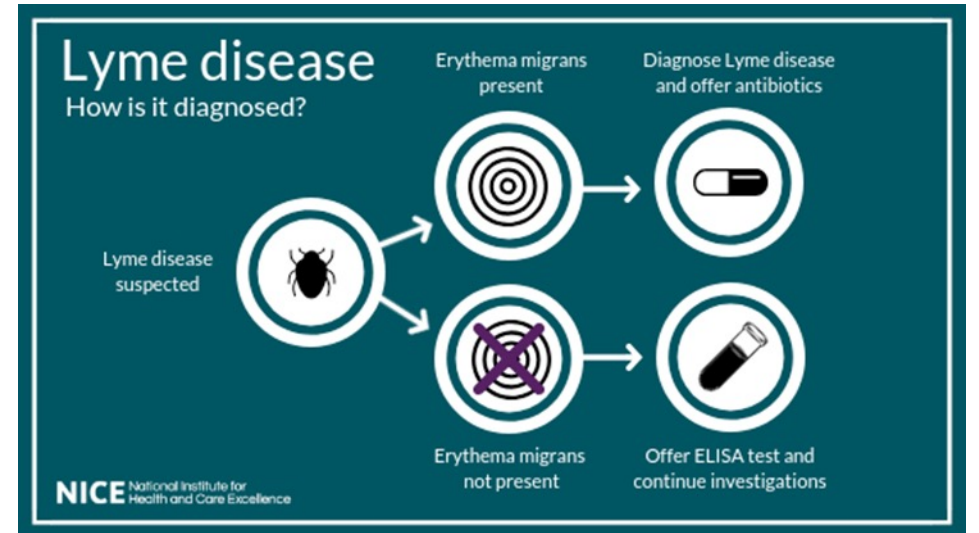 Lyme disease
How is it diagnosed?
Lyme disease
suspected
Erythema migrans
present
Diagnose Lyme disease
and offer antibiotics
Erythema migrans
not present
Offer ELISA test and
continue investigations
NICE National Institute for
Health and Care Excellence